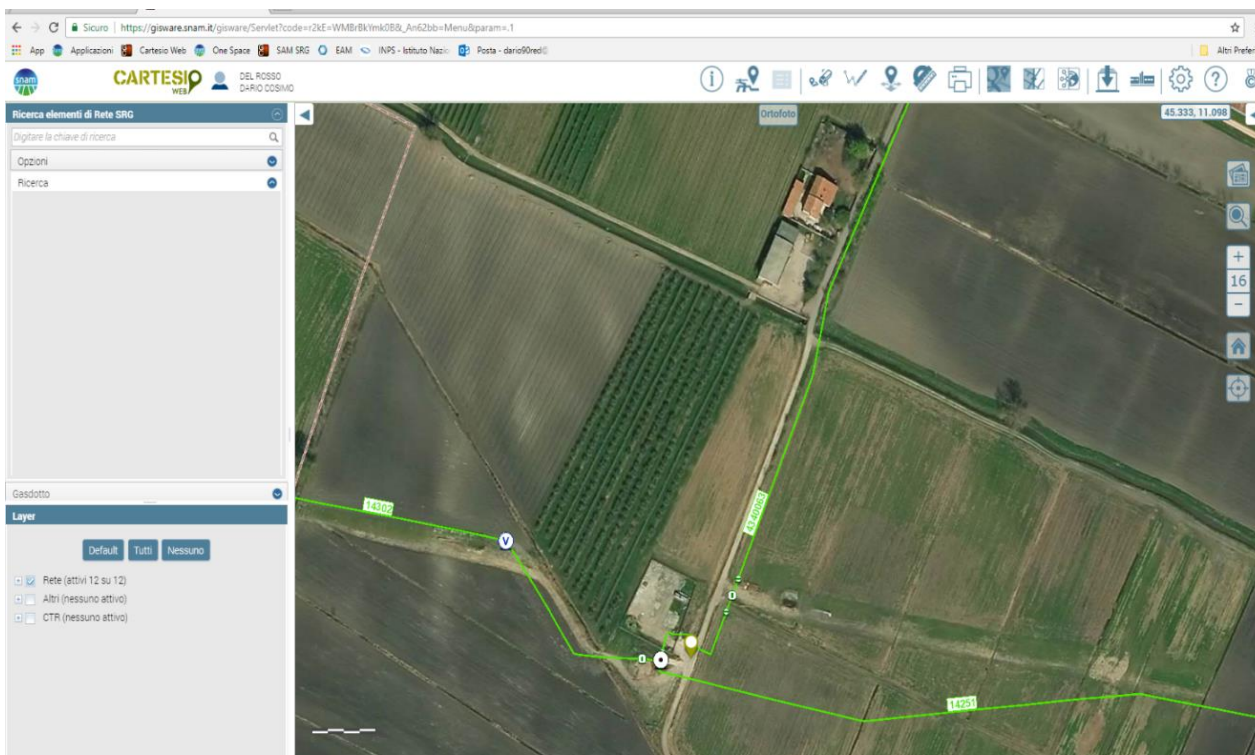 Sicuro | https://gisware.snam.it/gisware/Servlet?code=r2kE=WMBrBkYmk0B8&_An62bb=Menu&param=.1
App Applicazioni Cartesio Web One Space SAM SRG EAM INPS - Istituto Nazio Posta - dario90red@ Altri Prefer
snam
CARTESIO
WEB
DEL ROSSO
DARIO COSIMO
Ricerca elementi di Rete SRG
Digitare la chiave di ricerca
Opzioni
Ricerca
Gasdotto
Layer
Default Tutti Nessuno
Rete (attivi 12 su 12)
Altri (nessuno attivo)
CTR (nessuno attivo)
Ortofoto
45.333, 11.098
+
16
−
14302
V
4340063
14251